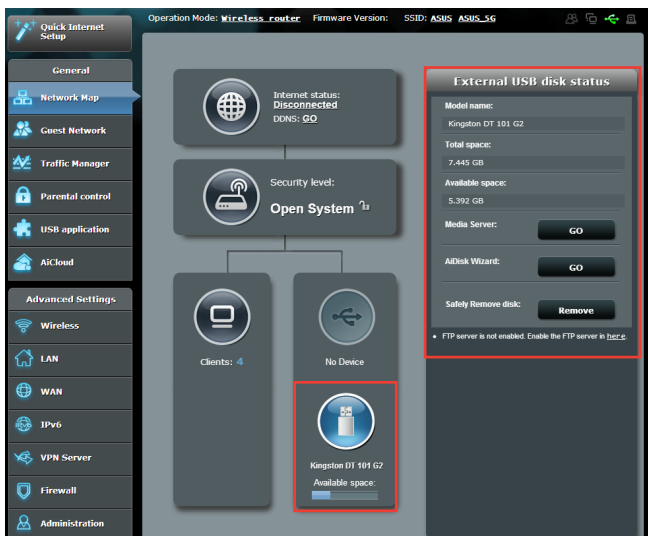 Quick Internet
Setup
Operation Mode: Wireless router Firmware Version: SSID: ASUS ASUS_5G
General
Network Map
Guest Network
Traffic Manager
Parental control
USB application
AiCloud
Advanced Settings
Wireless
LAN
WAN
IPv6
VPN Server
Firewall
Administration
Internet status:
Disconnected
DDNS: GO
Security level:
Open System
Clients: 4
No Device
Kingston DT 101 G2
Available space:
External USB disk status
Model name:
Kingston DT 101 G2
Total space:
7.445 GB
Available space:
5.392 GB
Media Server: GO
AiDisk Wizard: GO
Safely Remove disk: Remove
• FTP server is not enabled. Enable the FTP server in here.